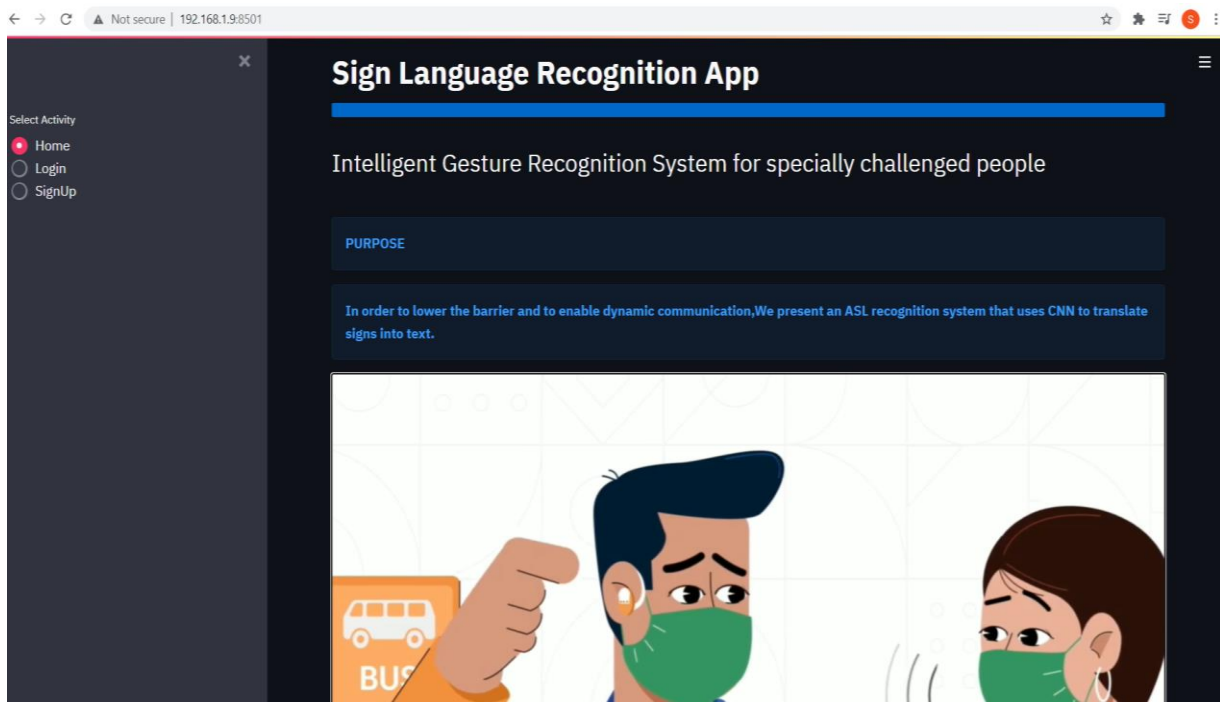 Not secure | 192.168.1.9:8501
S
Sign Language Recognition App
Select Activity
Home
Login
SignUp
Intelligent Gesture Recognition System for specially challenged people
PURPOSE
In order to lower the barrier and to enable dynamic communication,We present an ASL recognition system that uses CNN to translate
signs into text.
BUS